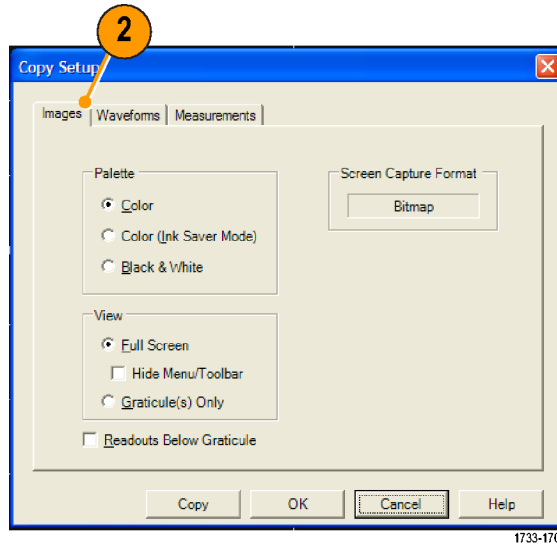 2
Copy Setup
Images Waveforms Measurements
Palette
Color
Color (Ink Saver Mode)
Black & White
Screen Capture Format
Bitmap
View
Full Screen
Hide Menu/Toolbar
Graticule(s) Only
Readouts Below Graticule
Copy OK Cancel Help